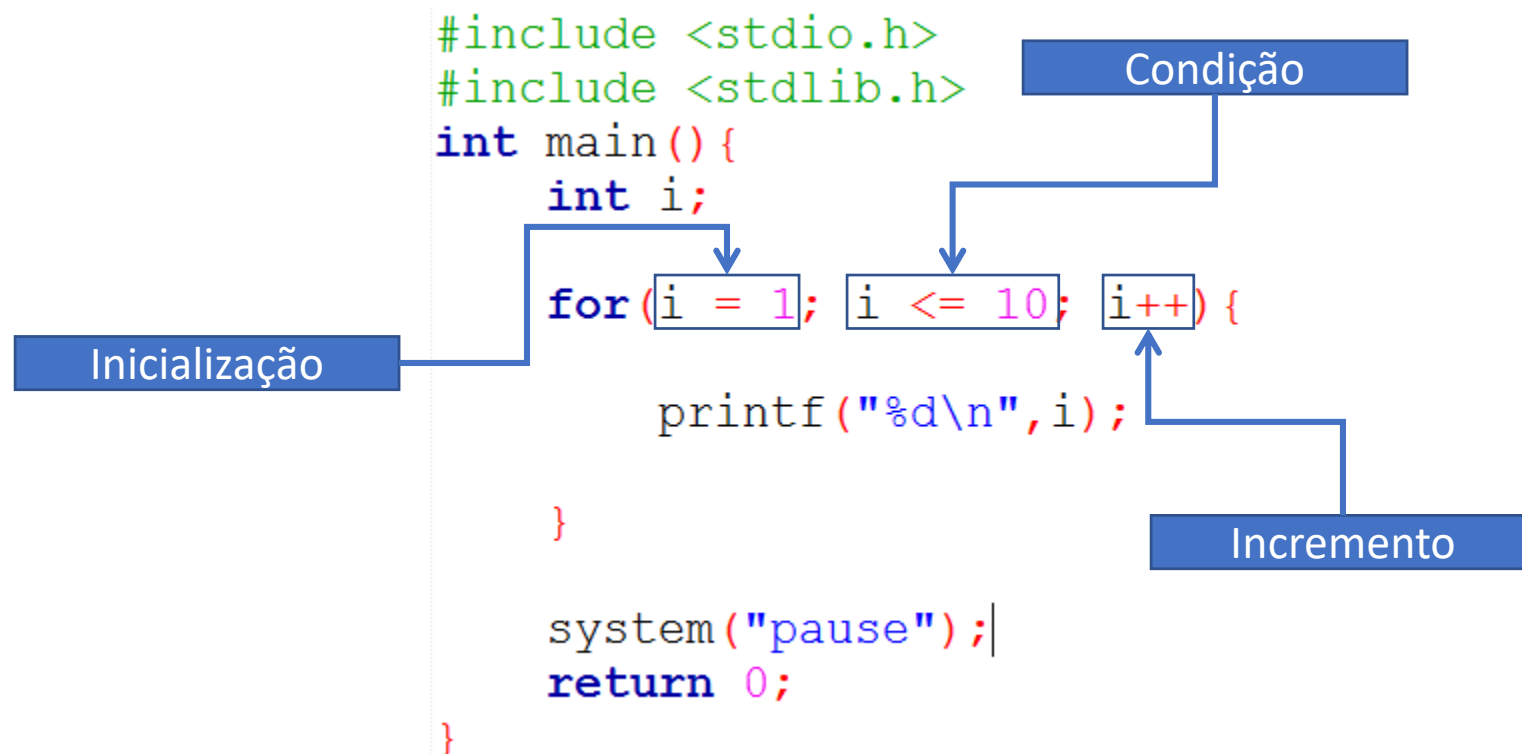 #include <stdio.h>
#include <stdlib.h>
Condição
int main(){
int i;
for(i = 1; i <= 10; i++){
Inicialização
printf("%d\n",i);
}
Incremento
system("pause");
return 0;
}